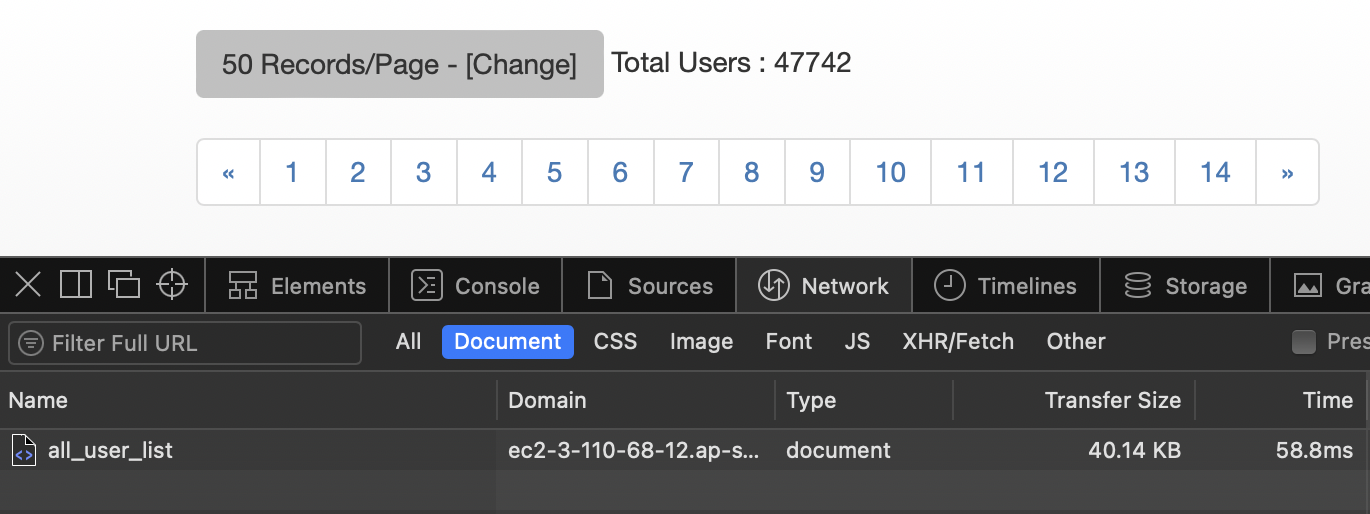 50 Records/Page - [Change] Total Users : 47742
« 1 2 3 4 5 6 7 8 9 10 11 12 13 14 »
Elements Console Sources Network Timelines Storage Gra
Filter Full URL All Document CSS Image Font JS XHR/Fetch Other Pres
Name Domain Type Transfer Size Time
all_user_list ec2-3-110-68-12.ap-s... document 40.14 KB 58.8ms